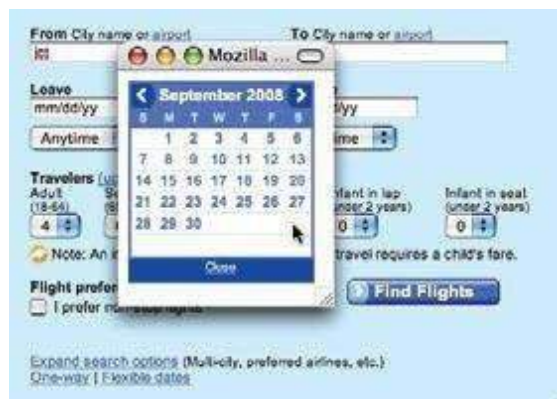 From City name or airport To City name or airport
Mozilla ...
Leave
mm/dd/yy /yy
September 2008
S M T W T F S
1 2 3 4 5 6
7 8 9 10 11 12 13
14 15 16 17 18 19 20
21 22 23 24 25 26 27
28 29 30
Close
Anytime ime
Travelers
Adult
(18-64)
4
infant in lap
(under 2 years)
0
Infant in seat
(under 2 years)
0
Note: An in travel requires a child's fare.
Flight prefer
I prefer non-stop flights
Find Flights
Expand search options (Multi-city, preferred airlines, etc.)
One-way | Flexible dates